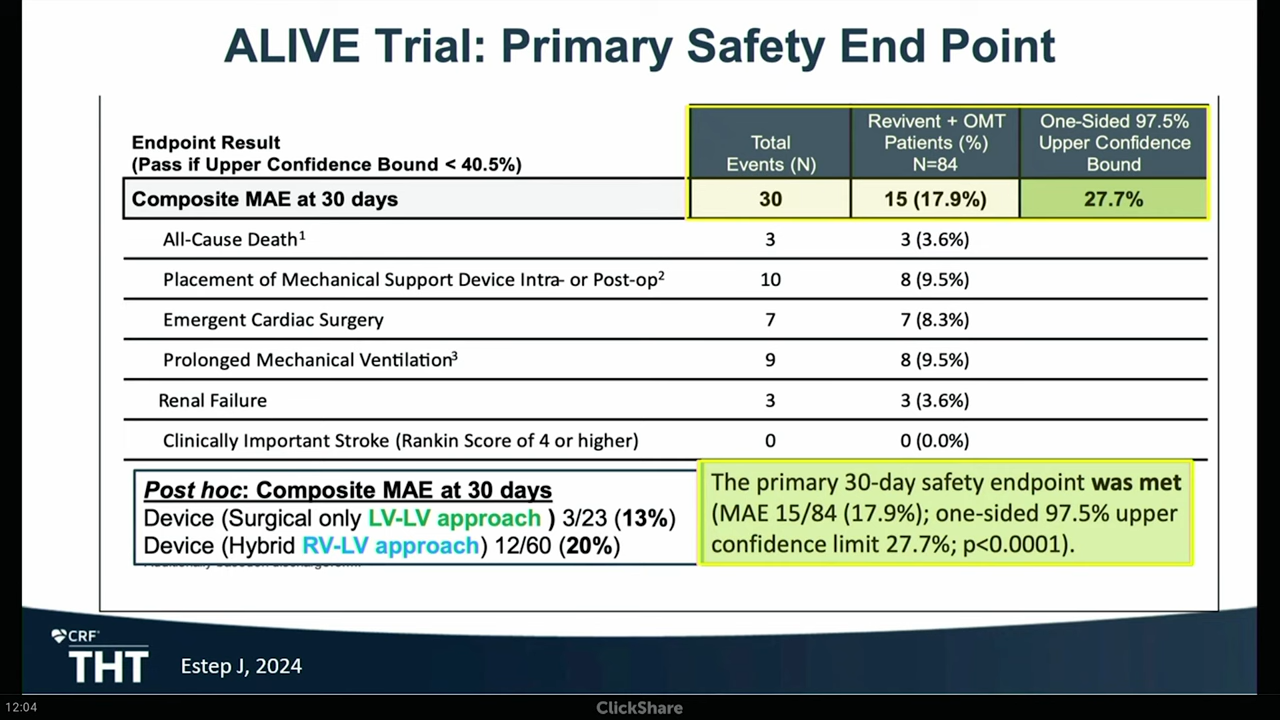 ALIVE Trial: Primary Safety End Point
Endpoint Result
(Pass if Upper Confidence Bound < 40.5%)
Total
Events (N)
Revivent + OMT
Patients (%)
N=84
One-Sided 97.5%
Upper Confidence
Bound
Composite MAE at 30 days 30 15 (17.9%) 27.7%
All-Cause Death¹ 3 3 (3.6%)
Placement of Mechanical Support Device Intra- or Post-op² 10 8 (9.5%)
Emergent Cardiac Surgery 7 7 (8.3%)
Prolonged Mechanical Ventilation³ 9 8 (9.5%)
Renal Failure 3 3 (3.6%)
Clinically Important Stroke (Rankin Score of 4 or higher) 0 0 (0.0%)
Post hoc: Composite MAE at 30 days
Device (Surgical only LV-LV approach ) 3/23 (13%)
Device (Hybrid RV-LV approach) 12/60 (20%)
The primary 30-day safety endpoint was met
(MAE 15/84 (17.9%); one-sided 97.5% upper
confidence limit 27.7%; p<0.0001).
CRF
THT
Estep J, 2024
12:04
ClickShare